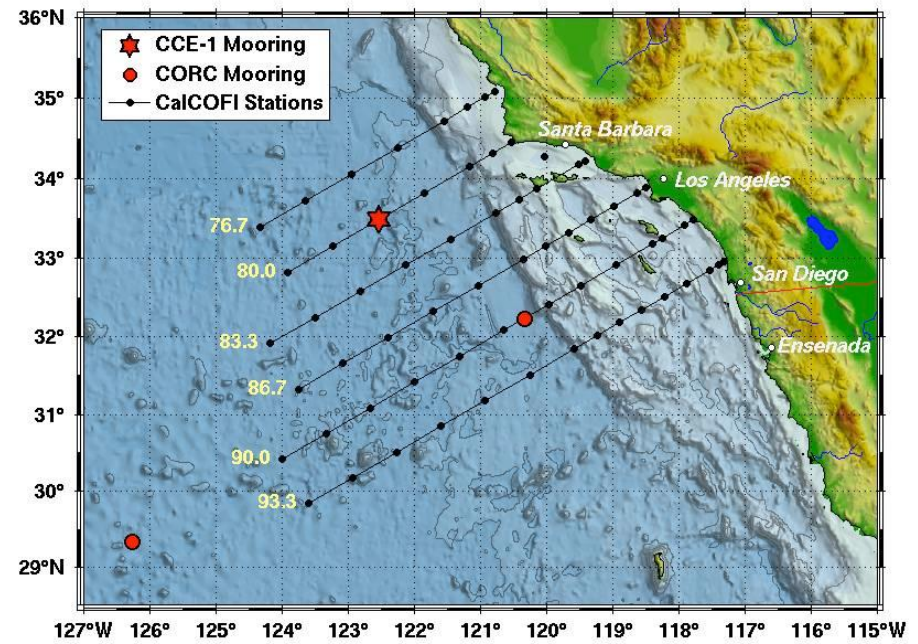 36°N
CCE-1 Mooring
CORC Mooring
CalCOFI Stations
35°
Santa Barbara
34°
Los Angeles
76.7
33°
80.0
San Diego
32°
83.3
Ensenada
86.7
31°
90.0
30°
93.3
29°N
127°W 126° 125° 124° 123° 122° 121° 120° 119° 118° 117° 116° 115°W